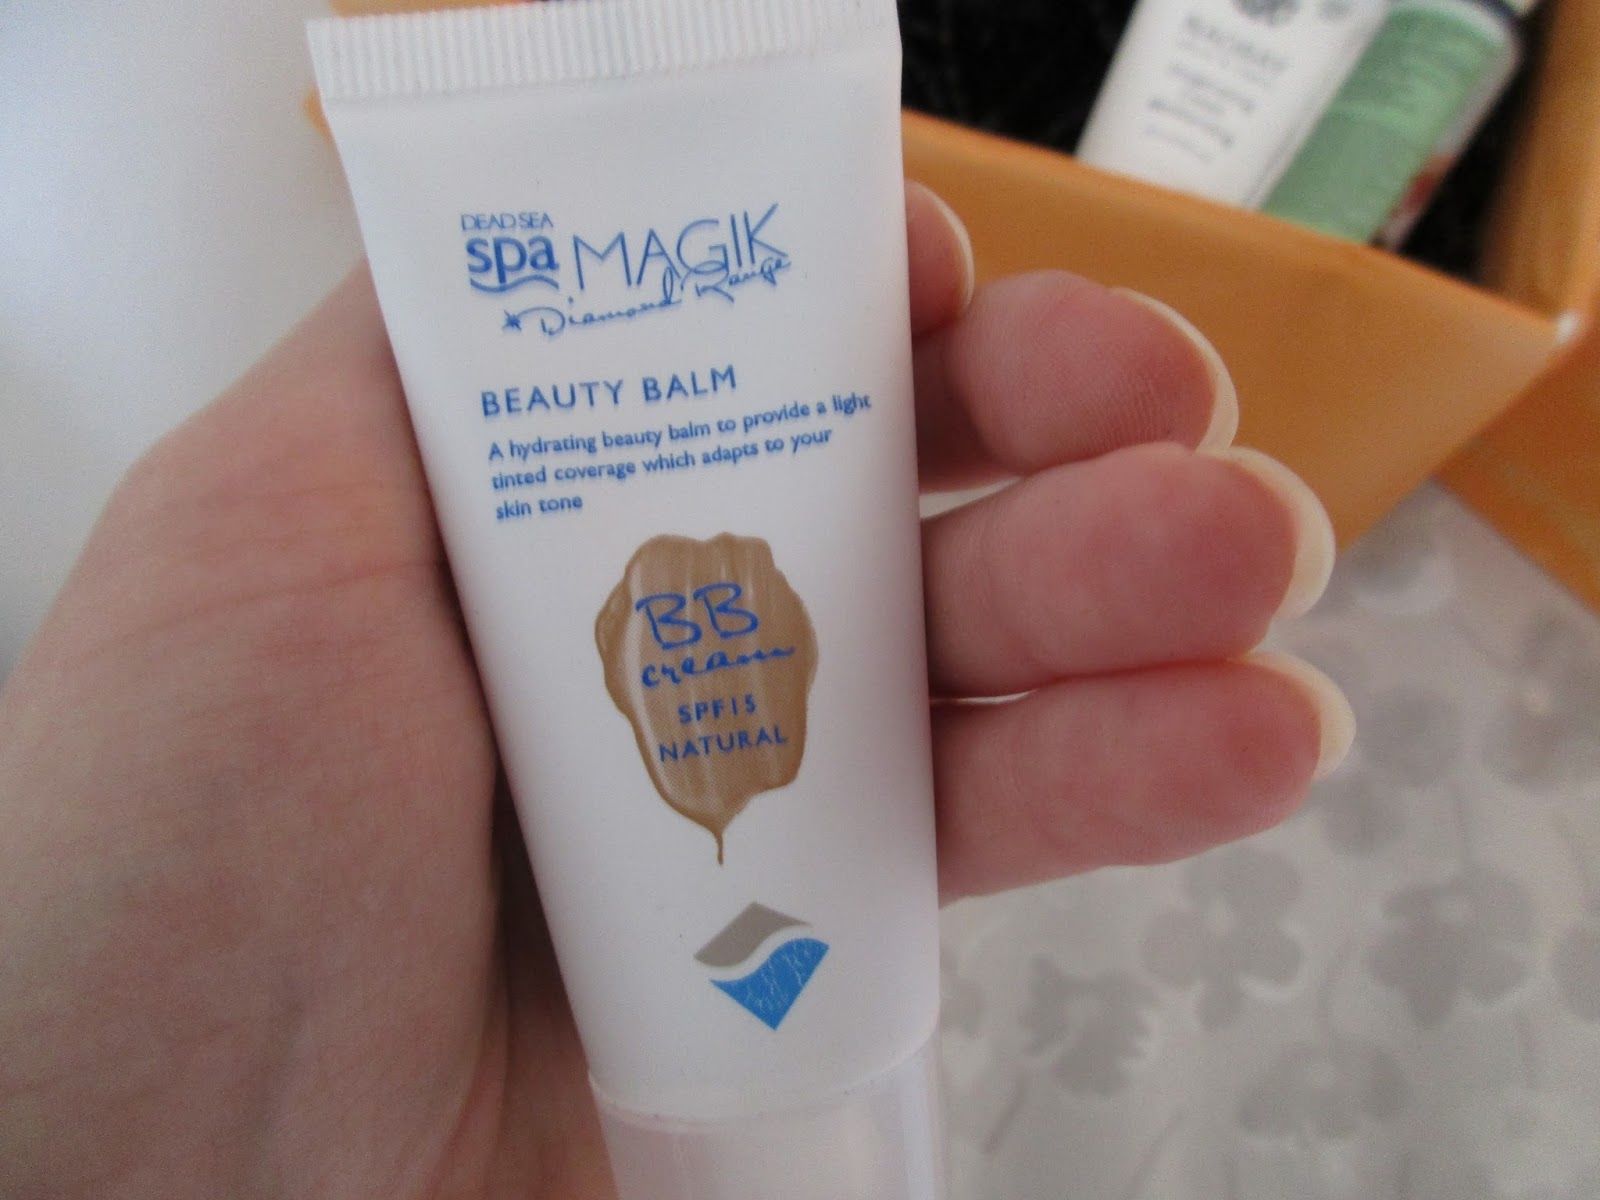 DEAD SEA
spa MAGIK
Diamond Range
BEAUTY BALM
A hydrating beauty balm to provide a light
tinted coverage which adapts to your
skin tone
BB
cream
SPF15
NATURAL